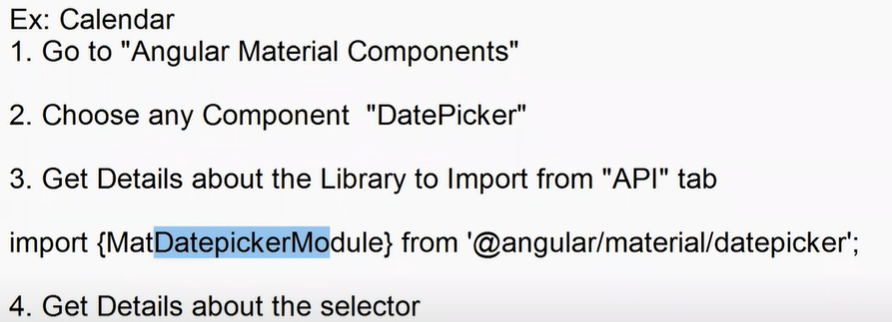 Ex: Calendar
1. Go to "Angular Material Components"
2. Choose any Component "DatePicker"
3. Get Details about the Library to Import from "API" tab
import {MatDatepickerModule} from '@angular/material/datepicker';
4. Get Details about the selector